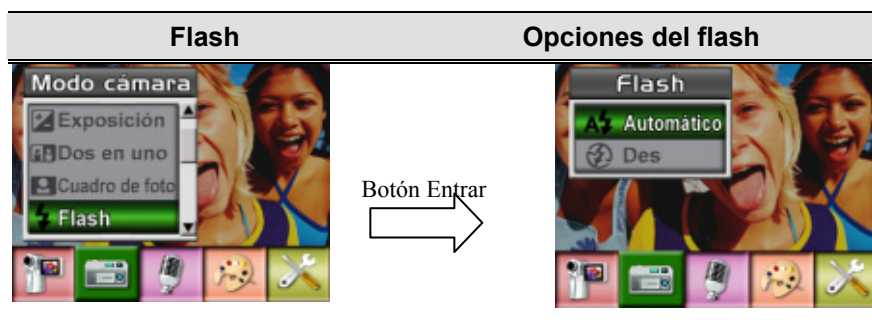 Flash
Opciones del flash
Modo cámara
Exposición
Dos en uno
Cuadro de foto
Flash
Botón Entrar
Flash
A Automático
Des